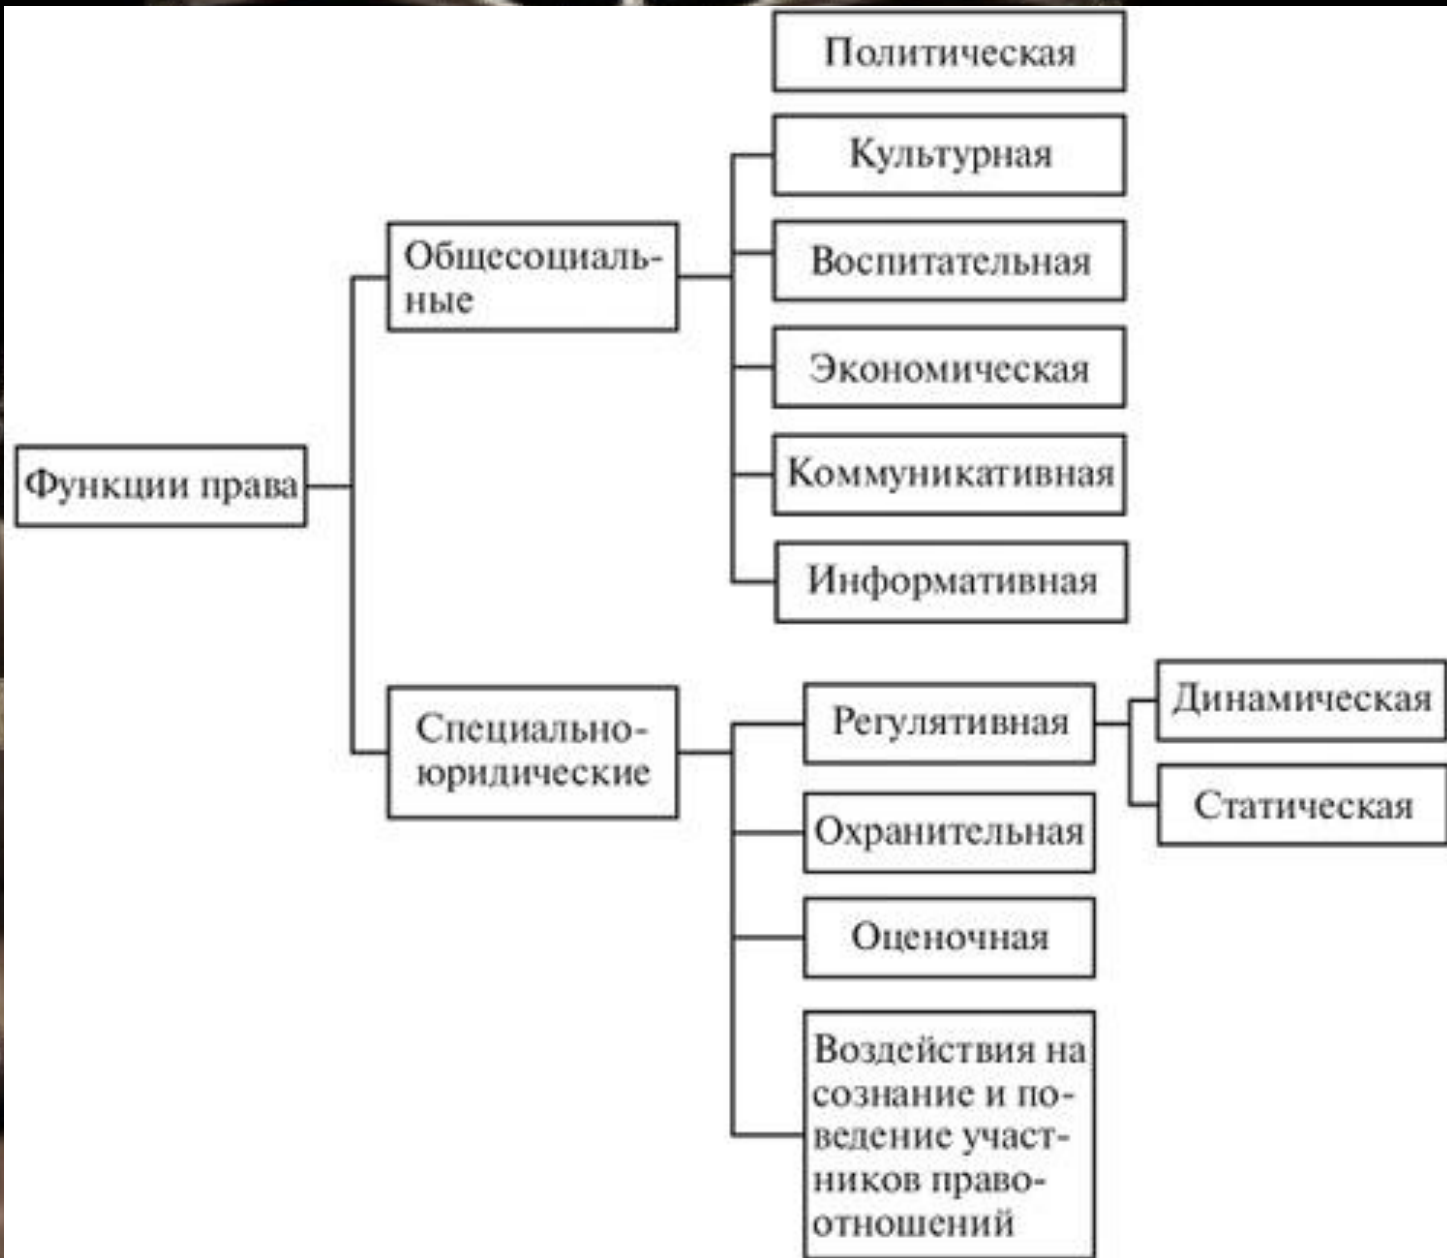 Функции права
Общесоциаль-
ные
Политическая
Культурная
Воспитательная
Экономическая
Коммуникативная
Информативная
Специально-
юридические
Регулятивная
Динамическая
Статическая
Охранительная
Оценочная
Воздействия на
сознание и по-
ведение участ-
ников право-
отношений